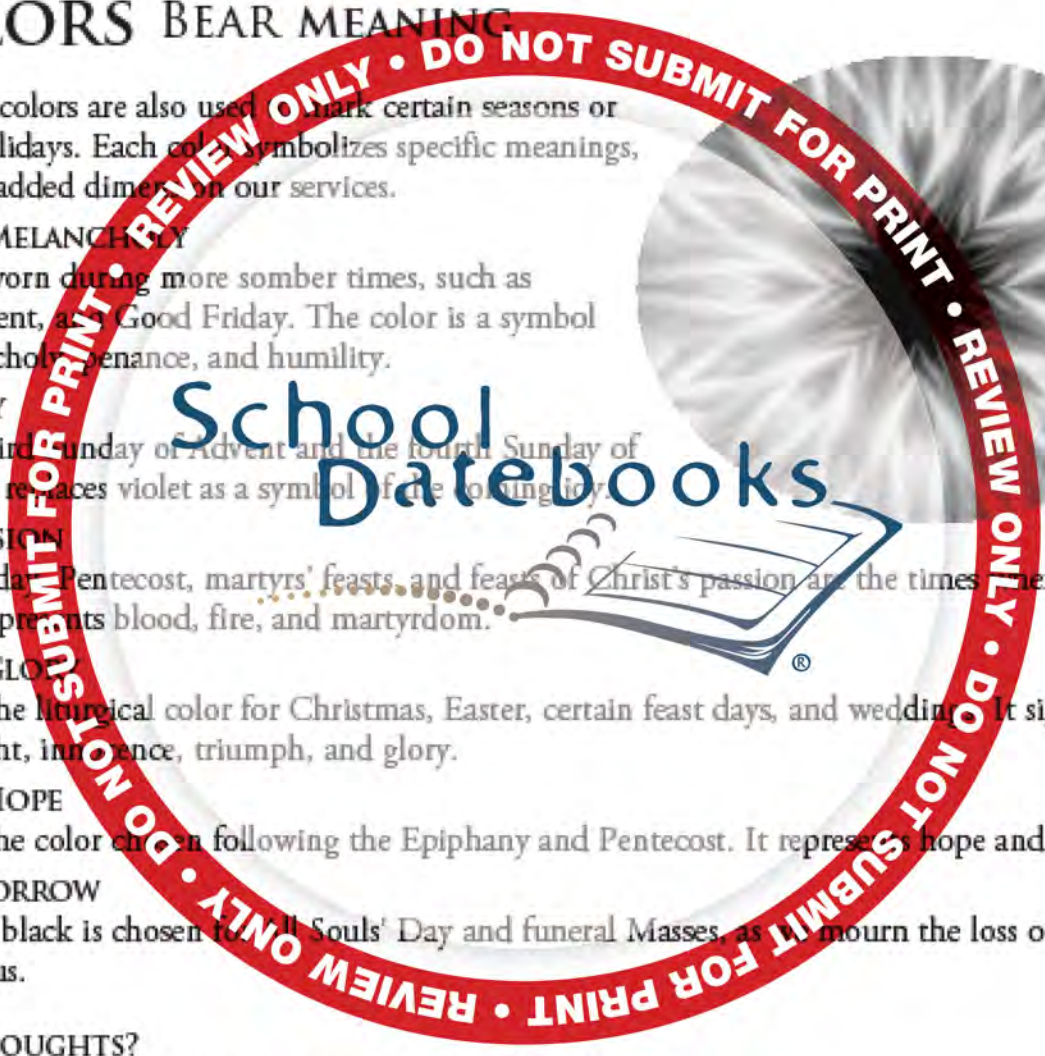 ORS BEAR MEANING
colors are also used mark certain seasons or
lidays. Each symbolizes specific meanings,
added our services.
MELANCHOLY
vorn during more somber times, such as
ent, Good Friday. The color is a symbol
choly, penance, and humility.
Y
ird Sunday of Advent and the fourth Sunday of
replaces violet as a symbol of the coming joy.
SION
day, Pentecost, martyrs' feasts, and feasts of Christ's passion are the times
blood, fire, and martyrdom.
GLORY
he liturgical color for Christmas, Easter, certain feast days, and weddings. It si
ht, innocence, triumph, and glory.
HOPE
he color chosen following the Epiphany and Pentecost. It represents hope and
ORROW
black is chosen for All Souls' Day and funeral Masses, as we mourn the loss o
us.
OUGHTS?
School
Datebooks
®
REVIEW ONLY • DO NOT SUBMIT FOR PRINT • REVIEW ONLY • DO NOT SUBMIT FOR PRINT • REVIEW ONLY • DO NOT SUBMIT FOR PRINT •